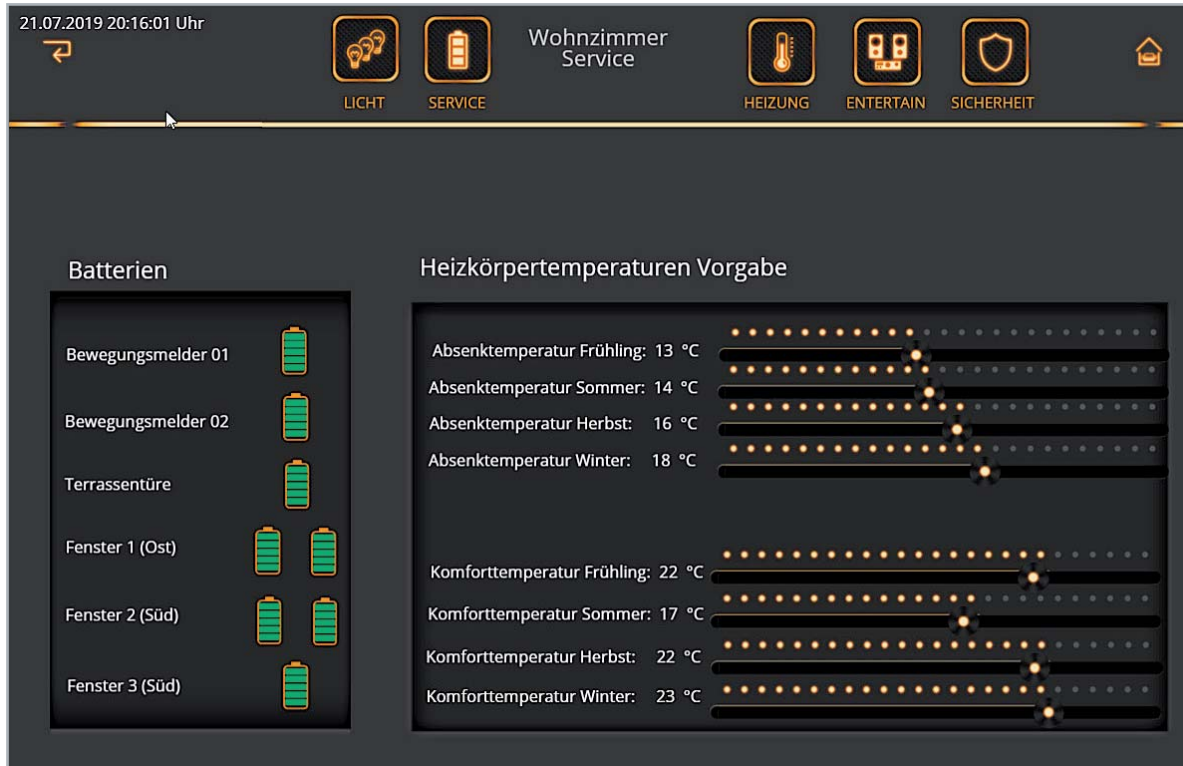 21.07.2019 20:16:01 Uhr
Wohnzimmer
Service
LICHT
SERVICE
HEIZUNG
ENTERTAIN
SICHERHEIT
Batterien
Bewegungsmelder 01
Bewegungsmelder 02
Terrassentüre
Fenster 1 (Ost)
Fenster 2 (Süd)
Fenster 3 (Süd)
Heizkörpertemperaturen Vorgabe
Absenktemperatur Frühling: 13 °C
Absenktemperatur Sommer: 14 °C
Absenktemperatur Herbst: 16 °C
Absenktemperatur Winter: 18 °C
Komforttemperatur Frühling: 22 °C
Komforttemperatur Sommer: 17 °C
Komforttemperatur Herbst: 22 °C
Komforttemperatur Winter: 23 °C